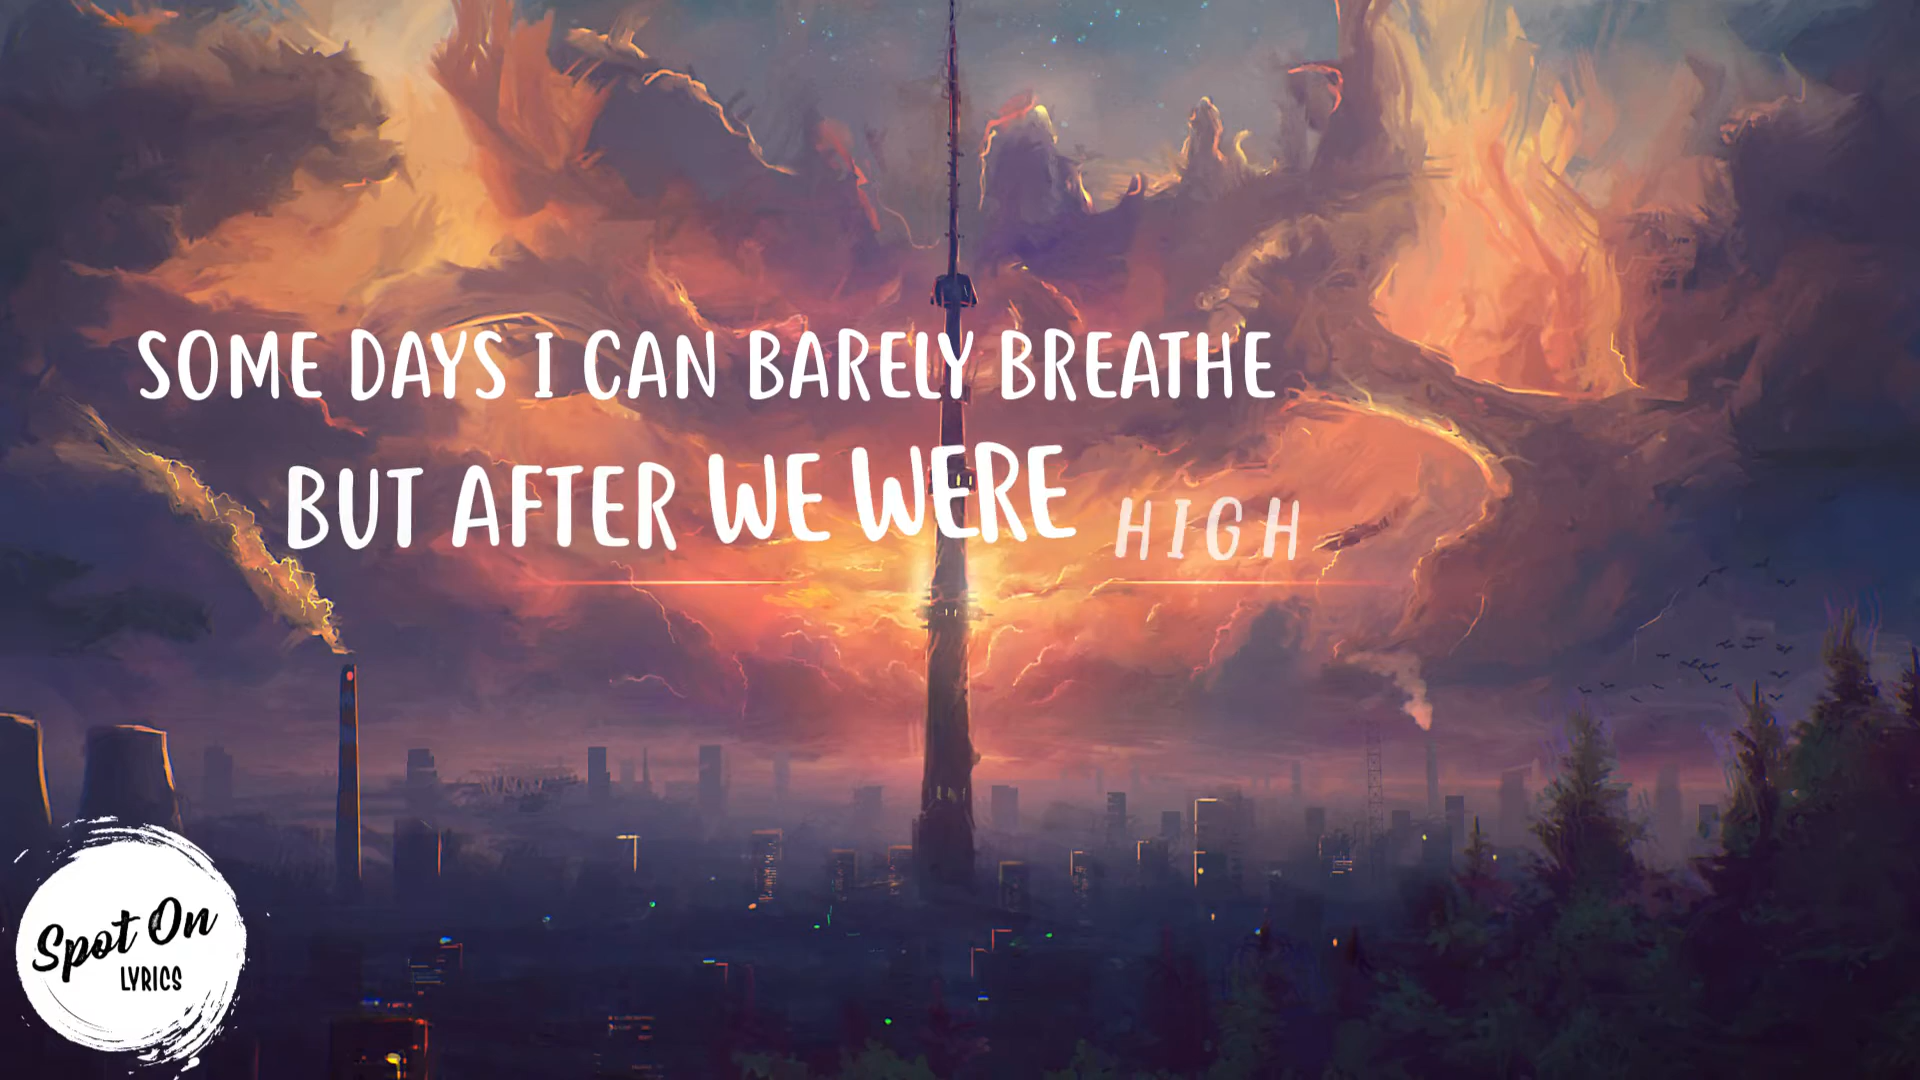 SOME DAYS I CAN BARELY BREATHE
BUT AFTER WE WERE HIGH
Spot On
LYRICS